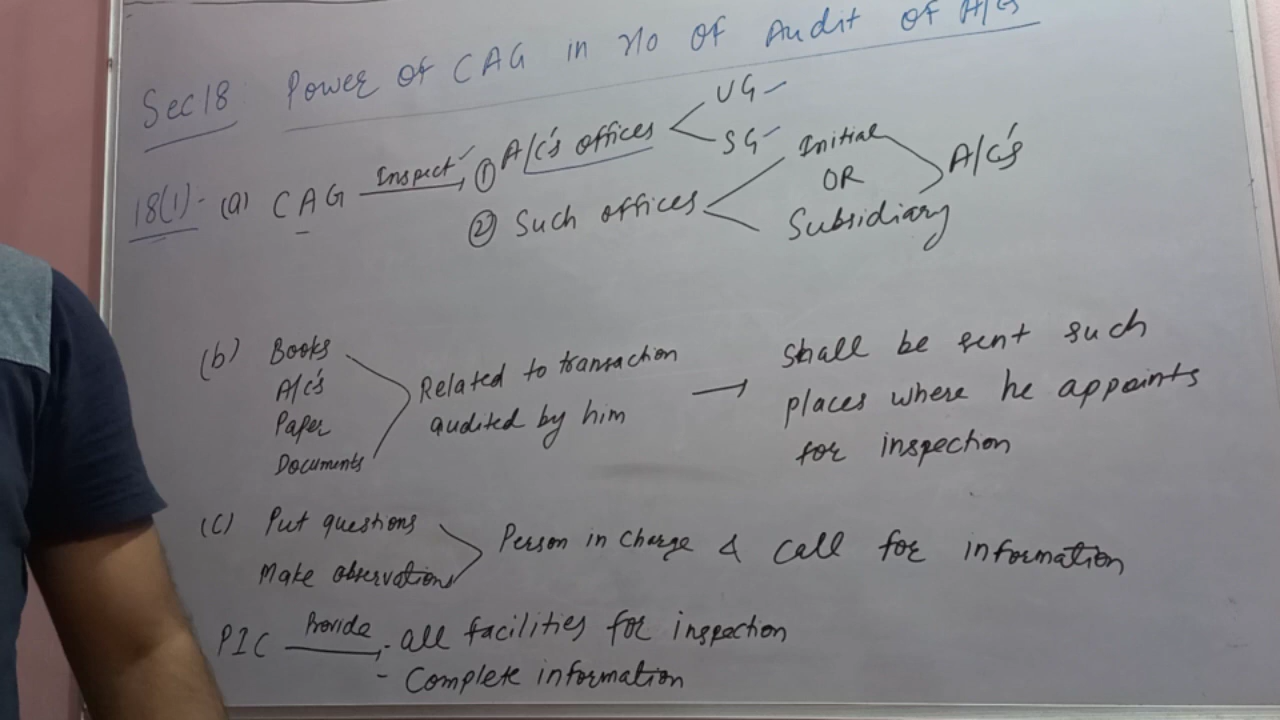 Sec 18 Power of CAG in r/o of Audit of A/Cs
18(1)- (a) CAG Inspect ① A/c's offices UG SG
② Such offices Initial OR Subsidiary A/c's
(b) Books
A/c's
Paper
Documents
Related to transaction
audited by him
→ Shall be sent such
places where he appoints
for inspection
(c) Put questions
Make observations
Person in charge & call for information
PIC Provide - all facilities for inspection
- Complete information